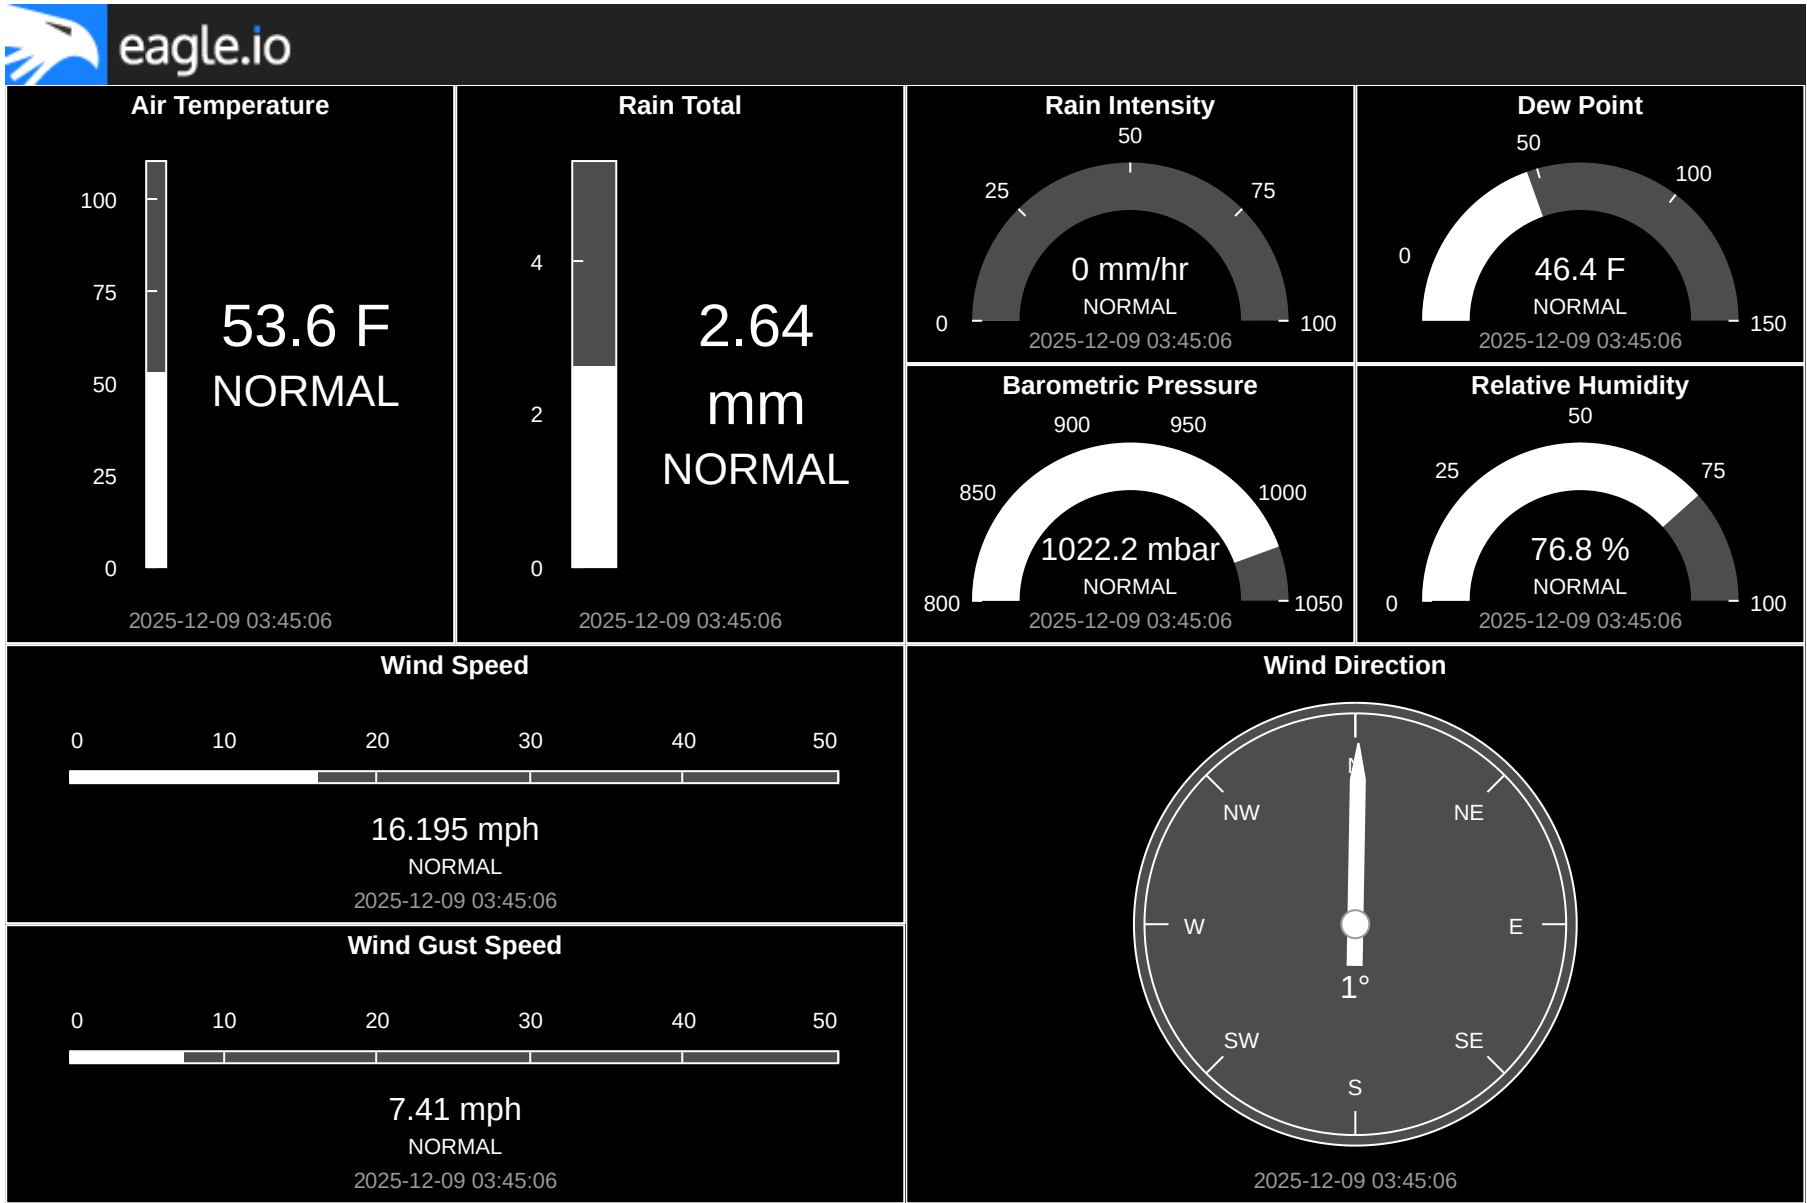 eagle.io
Air Temperature
100
75
50
25
0
53.6 F
NORMAL
2025-12-09 03:45:06
Rain Total
4
2
0
2.64
mm
NORMAL
2025-12-09 03:45:06
Rain Intensity
50
25
75
0
100
0 mm/hr
NORMAL
2025-12-09 03:45:06
Dew Point
50
100
0
150
46.4 F
NORMAL
2025-12-09 03:45:06
Barometric Pressure
900
950
850
1000
800
1050
1022.2 mbar
NORMAL
2025-12-09 03:45:06
Relative Humidity
50
25
75
0
100
76.8 %
NORMAL
2025-12-09 03:45:06
Wind Speed
0 10 20 30 40 50
16.195 mph
NORMAL
2025-12-09 03:45:06
Wind Gust Speed
0 10 20 30 40 50
7.41 mph
NORMAL
2025-12-09 03:45:06
Wind Direction
N
NW
NE
W
E
1°
SW
SE
S
2025-12-09 03:45:06